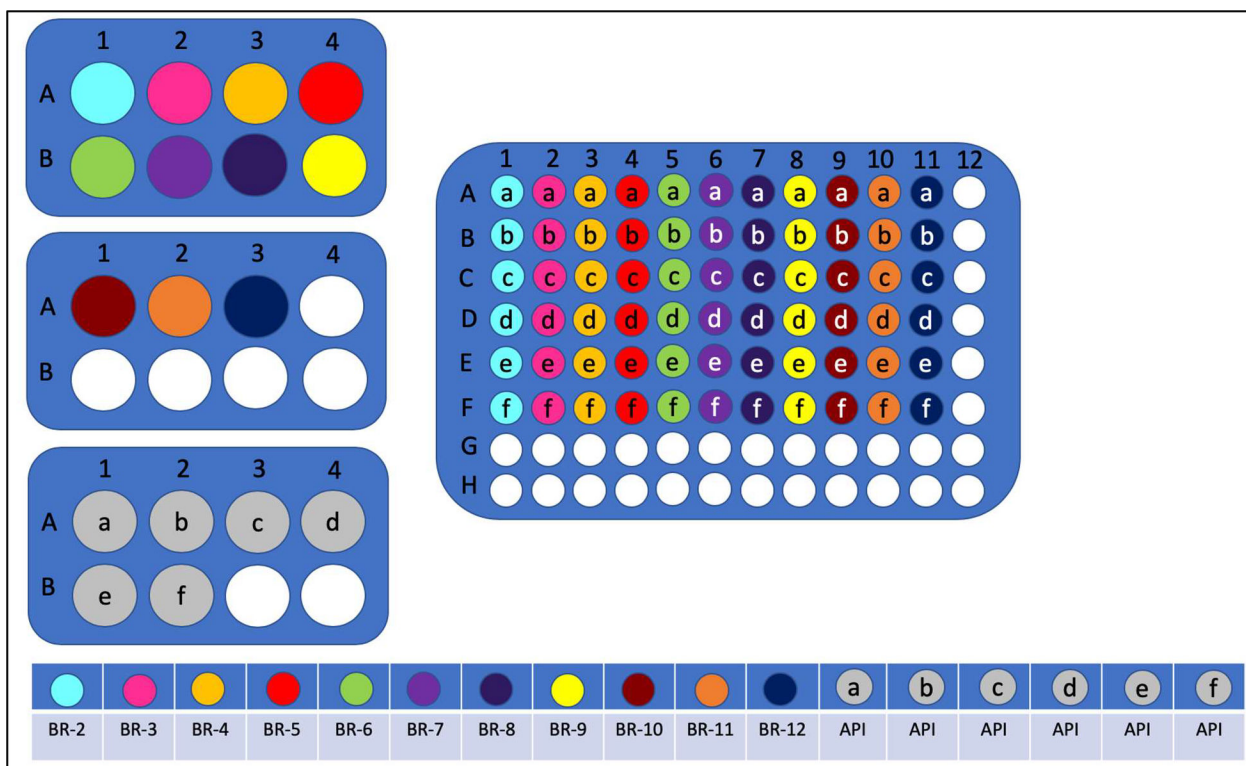 1 2 3 4
A
B
1 2 3 4
A
B
1 2 3 4
A a b c d
B e f
1 2 3 4 5 6 7 8 9 10 11 12
A a a a a a a a a a a a
B b b b b b b b b b b b
C c c c c c c c c c c c
D d d d d d d d d d d d
E e e e e e e e e e e e
F f f f f f f f f f f f
G
H
a b c d e f
BR-2 BR-3 BR-4 BR-5 BR-6 BR-7 BR-8 BR-9 BR-10 BR-11 BR-12 API API API API API API